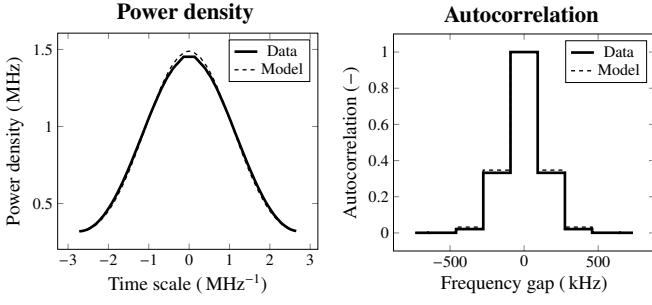 Power density
1.5
1
0.5
Power density (MHz)
−3 −2 −1 0 1 2 3
Time scale (MHz⁻¹)
Data
Model
Autocorrelation
1
0.8
0.6
0.4
0.2
0
Autocorrelation (−)
−500 0 500
Frequency gap (kHz)
Data
Model